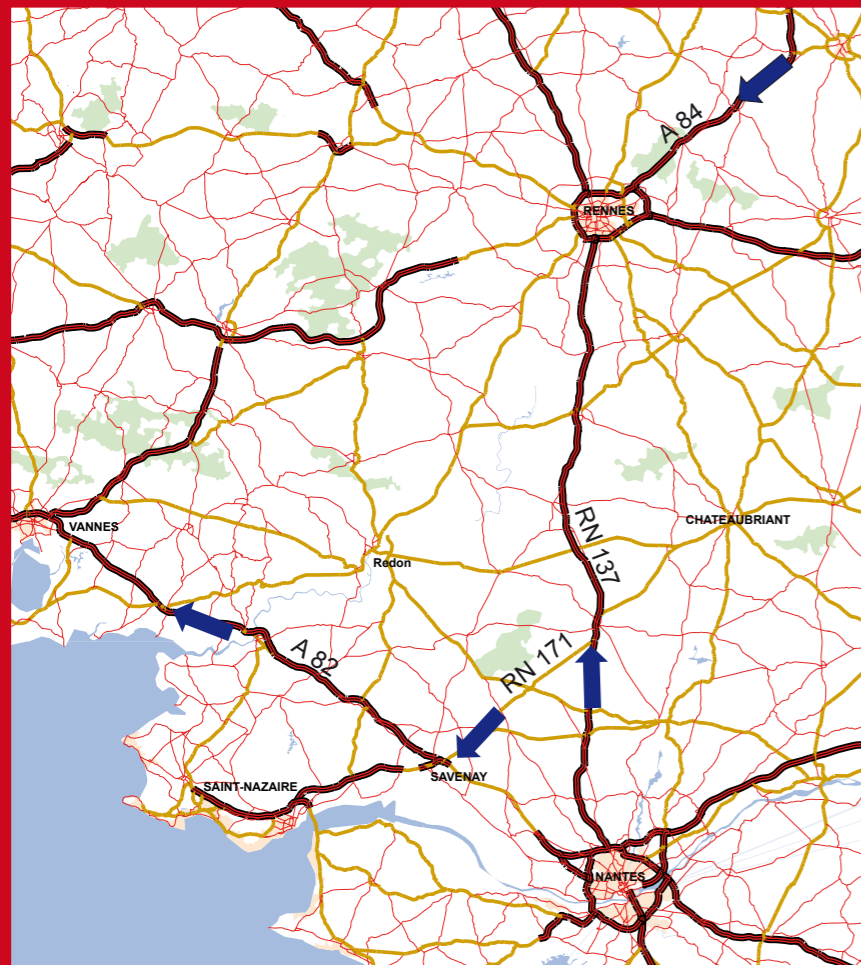 A 84
RENNES
RN 137
CHATEAUBRIANT
VANNES
Redon
RN 171
A 82
SAVENAY
SAINT-NAZAIRE
NANTES